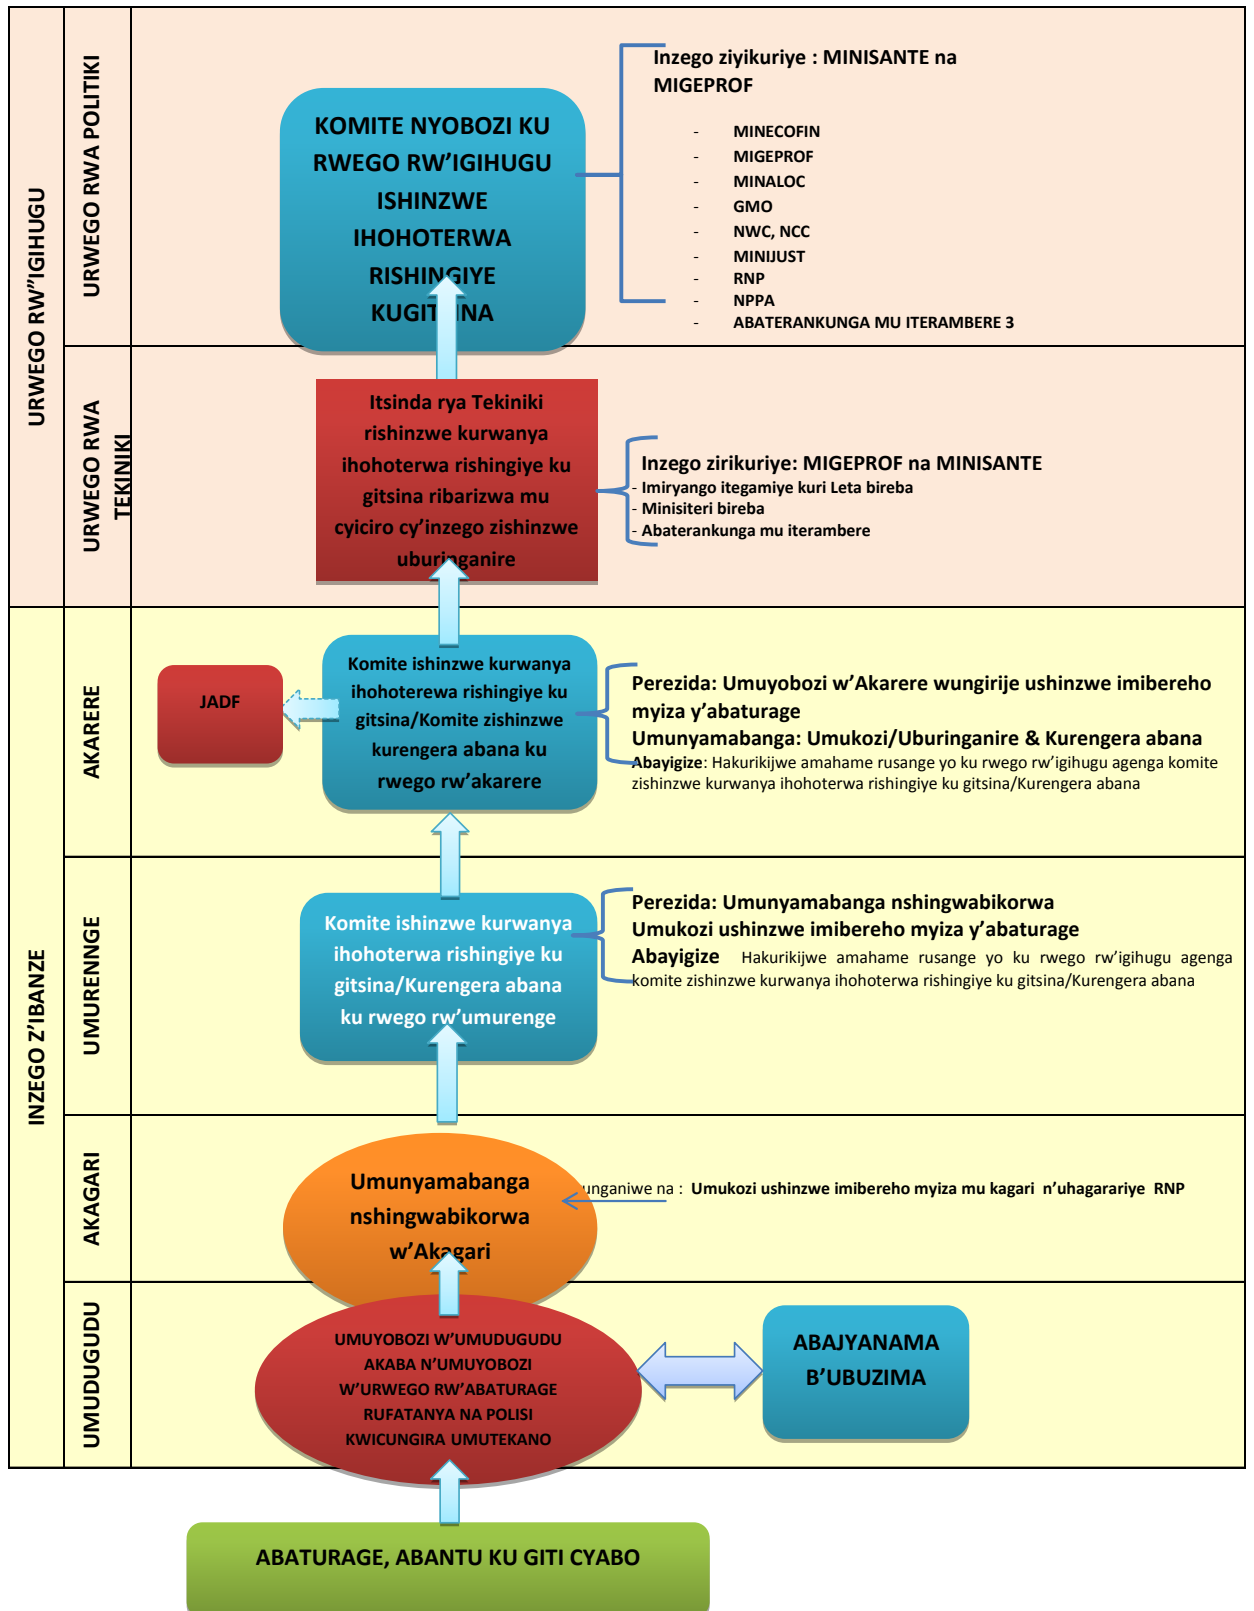 URWEGO RW”IGIHUGU
URWEGO RWA POLITIKI
KOMITE NYOBOZI KU
RWEGO RW’IGIHUGU
ISHINZWE
IHOHOTERWA
RISHINGIYE
Inzego ziyikuriye : MINISANTE na
MIGEPROF
- MINECOFIN
- MIGEPROF
- MINALOC
- GMO
- NWC, NCC
- MINIJUST
- RNP
- NPPA
- ABATERANKUNGA MU ITERAMBERE 3
URWEGO RWA
TEKINIKI
Itsinda rya Tekiniki
rishinzwe kurwanya
ihohoterwa rishingiye ku
gitsina ribarizwa mu
cyiciro cy’inzego zishinzwe
uburinganire
Inzego zirikuriye: MIGEPROF na MINISANTE
- Imiryango itegamiye kuri Leta bireba
- Minisiteri bireba
- Abaterankunga mu iterambere
INZEGO Z’IBANZE
AKARERE
JADF
Komite ishinzwe kurwanya
ihohoterewa rishingiye ku
gitsina/Komite zishinzwe
kurengera abana ku
rwego rw’akarere
Perezida: Umuyobozi w’Akarere wungirije ushinzwe imibereho
myiza y’abaturage
Umunyamabanga: Umukozi/Uburinganire & Kurengera abana
Abayigize: Hakurikijwe amahame rusange yo ku rwego rw’igihugu agenga komite
zishinzwe kurwanya ihohoterwa rishingiye ku gitsina/Kurengera abana
UMURENNGE
Komite ishinzwe kurwanya
ihohoterwa rishingiye ku
gitsina/Kurengera abana
ku rwego rw’umurenge
Perezida: Umunyamabanga nshingwabikorwa
Umukozi ushinzwe imibereho myiza y’abaturage
Abayigize Hakurikijwe amahame rusange yo ku rwego rw’igihugu agenga
komite zishinzwe kurwanya ihohoterwa rishingiye ku gitsina/Kurengera abana
AKAGARI
Umunyamabanga
nshingwabikorwa
w’Akagari
unganiwe na : Umukozi ushinzwe imibereho myiza mu kagari n’uhagarariye RNP
UMUDUGUDU
UMUYOBOZI W’UMUDUGUDU
AKABA N’UMUYOBOZI
W’URWEGO RW’ABATURAGE
RUFATANYA NA POLISI
KWICUNGIRA UMUTEKANO
ABAJYANAMA
B’UBUZIMA
ABATURAGE, ABANTU KU GITI CYABO